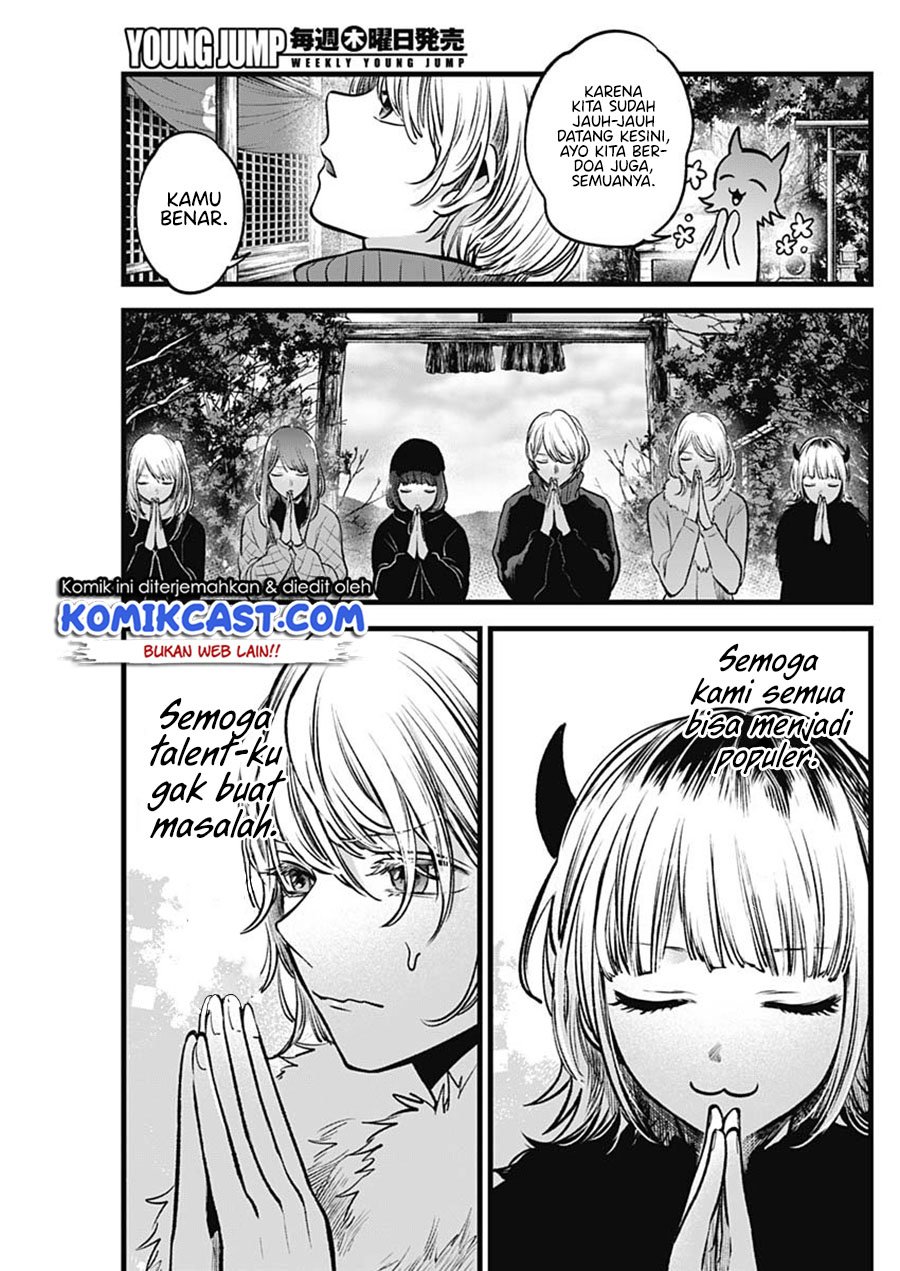 YOUNG JUMP 毎週木曜日発売
WEEKLY YOUNG JUMP
KARENA
KITA SUDAH
JAUH-JAUH
DATANG KESINI,
AYO KITA BER-
DOA JUGA,
SEMUANYA.
KAMU
BENAR.
Komik ini diterjemahkan & diedit oleh
KOMIKCAST.COM
BUKAN WEB LAIN!!
Semoga
kami semua
bisa menjadi
populer.
Semoga
talent-ku
gak buat
masalah.